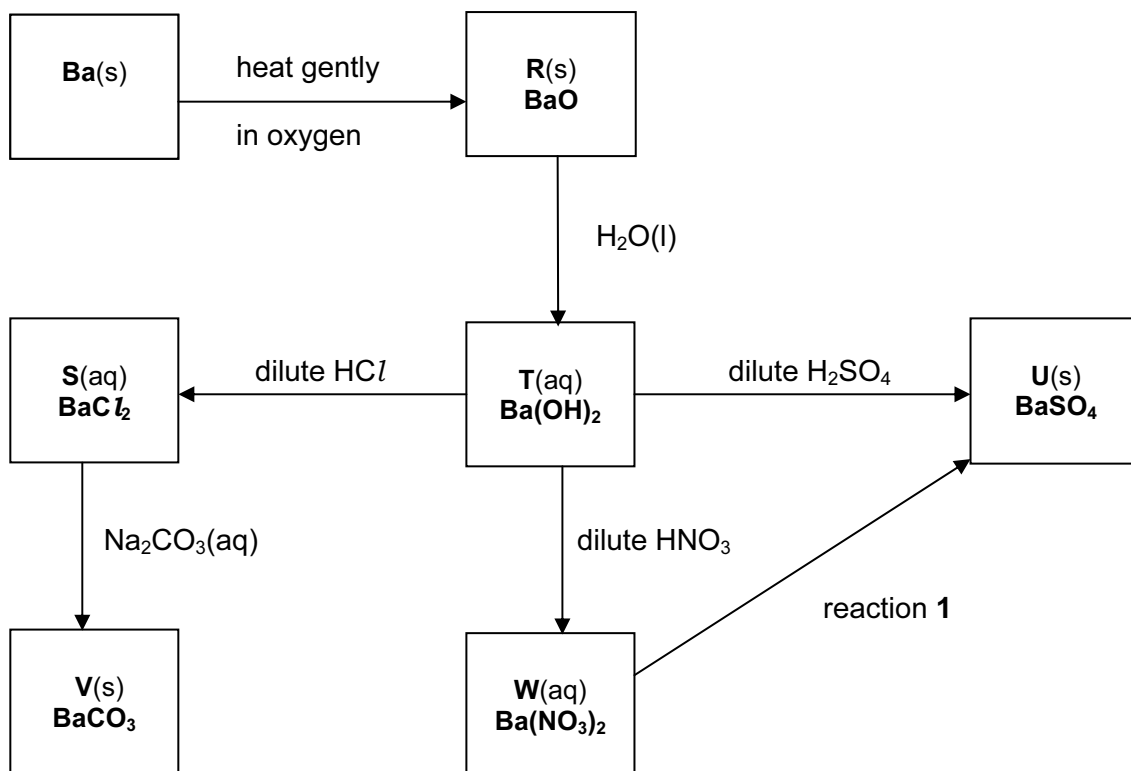 Ba(s)
heat gently
in oxygen
R(s)
BaO
H₂O(l)
S(aq)
BaCl₂
dilute HCl
T(aq)
Ba(OH)₂
dilute H₂SO₄
U(s)
BaSO₄
Na₂CO₃(aq)
dilute HNO₃
reaction 1
V(s)
BaCO₃
W(aq)
Ba(NO₃)₂